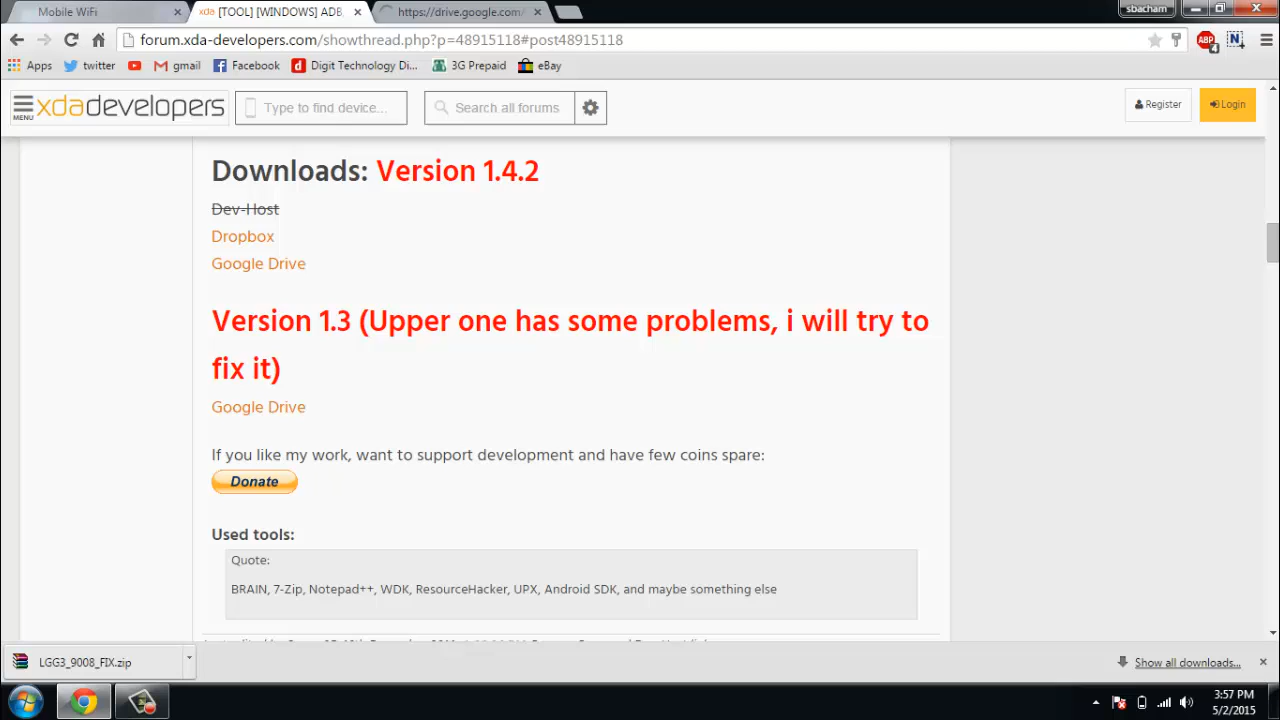 Mobile WiFi
xda [TOOL] [WINDOWS] ADB,
https://drive.google.com/
sbacham
forum.xda-developers.com/showthread.php?p=48915118#post48915118
ABP
4
N
Apps
twitter
gmail
Facebook
d Digit Technology Di...
3G Prepaid
eBay
MENU
xdadevelopers
Type to find device...
Search all forums
Register
Login
Downloads: Version 1.4.2
Dev-Host
Dropbox
Google Drive
Version 1.3 (Upper one has some problems, i will try to
fix it)
Google Drive
If you like my work, want to support development and have few coins spare:
Donate
Used tools:
Quote:
BRAIN, 7-Zip, Notepad++, WDK, ResourceHacker, UPX, Android SDK, and maybe something else
LGG3_9008_FIX.zip
Show all downloads...
3:57 PM
5/2/2015